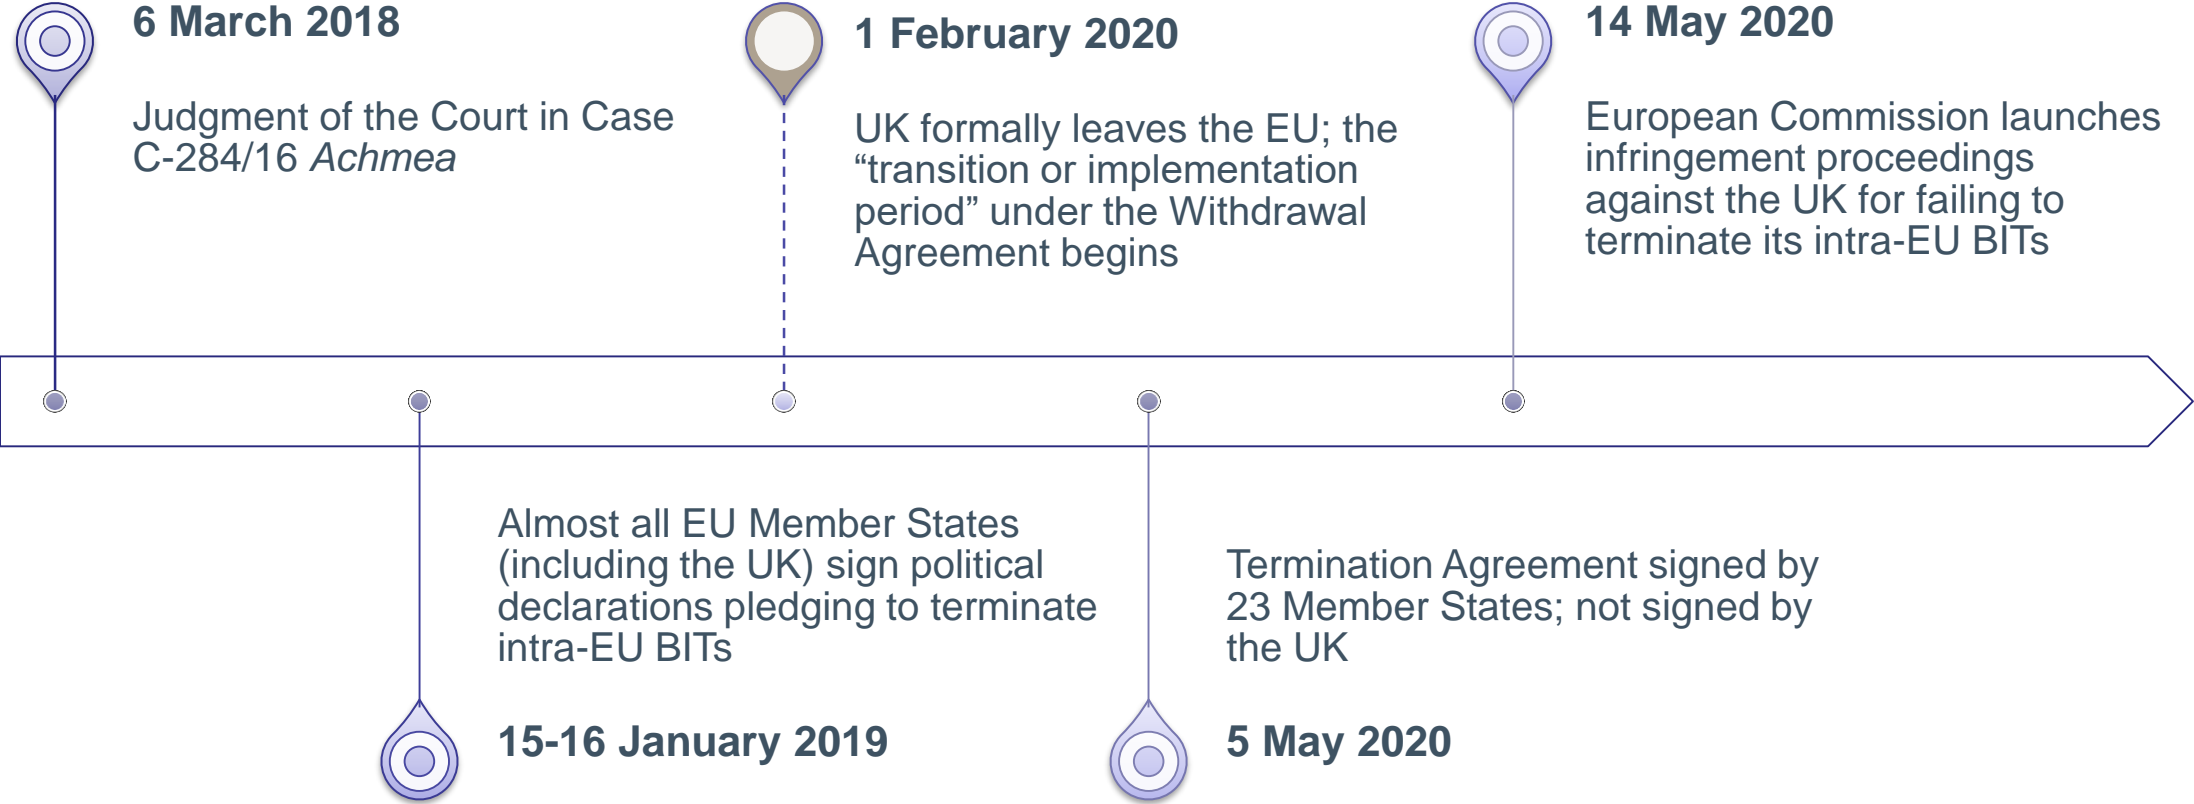 6 March 2018
Judgment of the Court in Case
C-284/16 Achmea
15-16 January 2019
Almost all EU Member States
(including the UK) sign political
declarations pledging to terminate
intra-EU BITs
1 February 2020
UK formally leaves the EU; the
“transition or implementation
period” under the Withdrawal
Agreement begins
5 May 2020
Termination Agreement signed by
23 Member States; not signed by
the UK
14 May 2020
European Commission launches
infringement proceedings
against the UK for failing to
terminate its intra-EU BITs